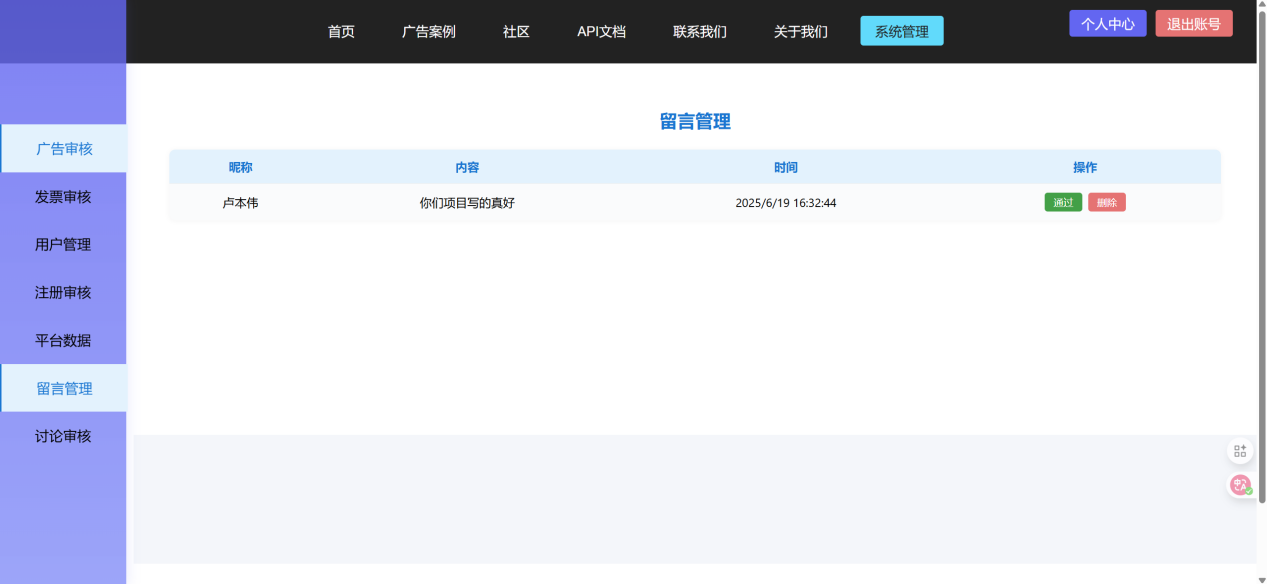 首页 广告案例 社区 API文档 联系我们 关于我们 系统管理 个人中心 退出账号
广告审核
发票审核
用户管理
注册审核
平台数据
留言管理
讨论审核
留言管理
昵称 内容 时间 操作
卢本伟 你们项目写的真好 2025/6/19 16:32:44 通过 删除